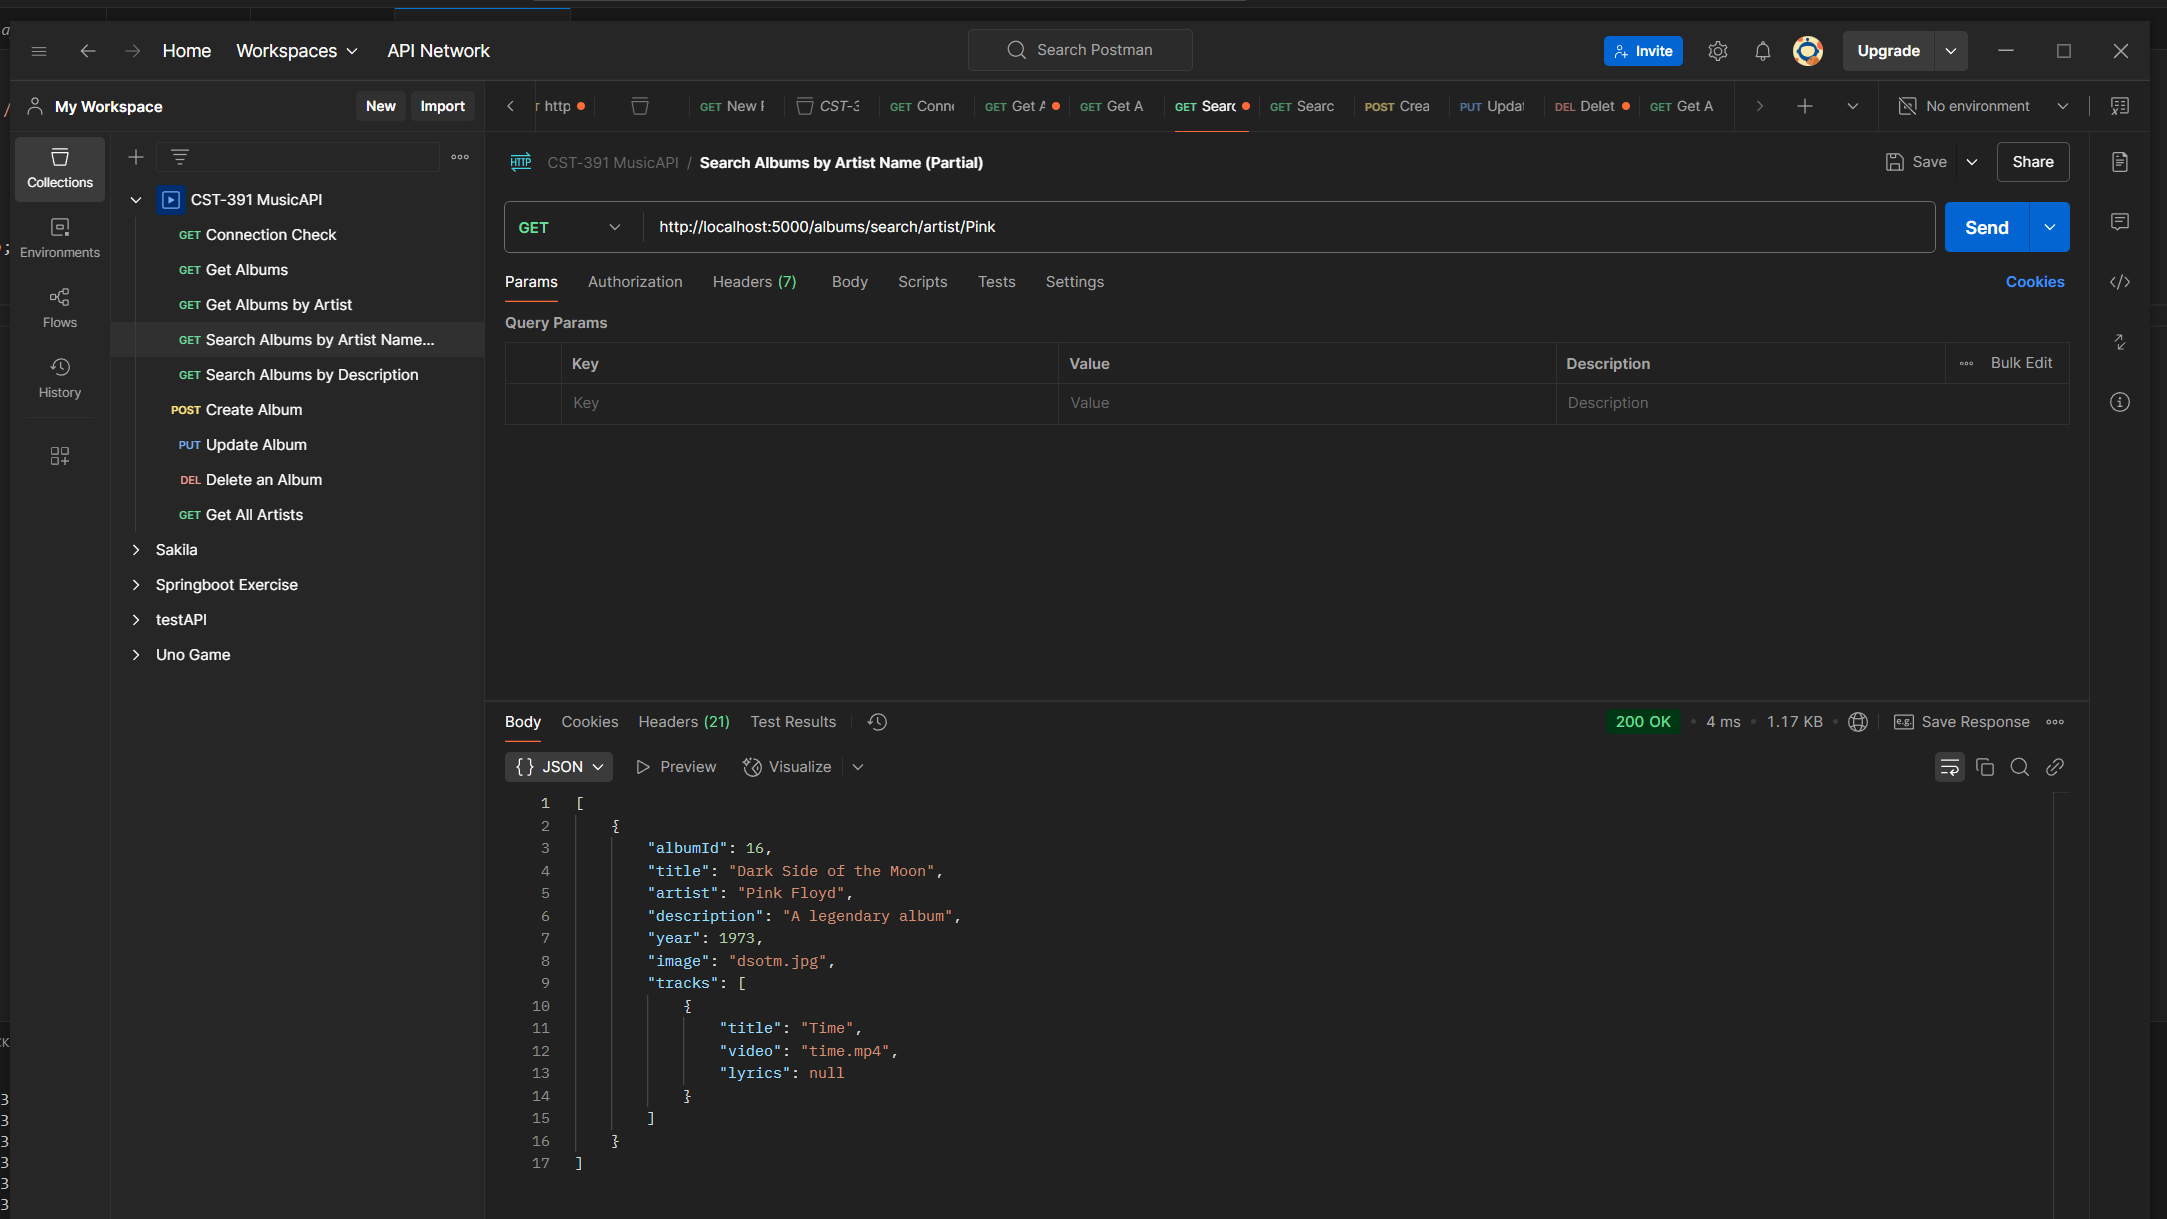 Home Workspaces API Network Search Postman Invite Upgrade
My Workspace New Import
http GET New F CST-3 GET Conne GET Get A GET Get A GET Searc GET Searc POST Crea PUT Updat DEL Delet GET Get A No environment
HTTP CST-391 MusicAPI / Search Albums by Artist Name (Partial) Save Share
Collections
Environments
Flows
History
CST-391 MusicAPI
GET Connection Check
GET Get Albums
GET Get Albums by Artist
GET Search Albums by Artist Name...
GET Search Albums by Description
POST Create Album
PUT Update Album
DEL Delete an Album
GET Get All Artists
Sakila
Springboot Exercise
testAPI
Uno Game
GET http://localhost:5000/albums/search/artist/Pink Send
Params Authorization Headers (7) Body Scripts Tests Settings Cookies
Query Params
Key Value Description Bulk Edit
Key Value Description
Body Cookies Headers (21) Test Results 200 OK • 4 ms • 1.17 KB • e.g. Save Response
{} JSON Preview Visualize
1 [
2 {
3 "albumId": 16,
4 "title": "Dark Side of the Moon",
5 "artist": "Pink Floyd",
6 "description": "A legendary album",
7 "year": 1973,
8 "image": "dsotm.jpg",
9 "tracks": [
10 {
11 "title": "Time",
12 "video": "time.mp4",
13 "lyrics": null
14 }
15 ]
16 }
17 ]